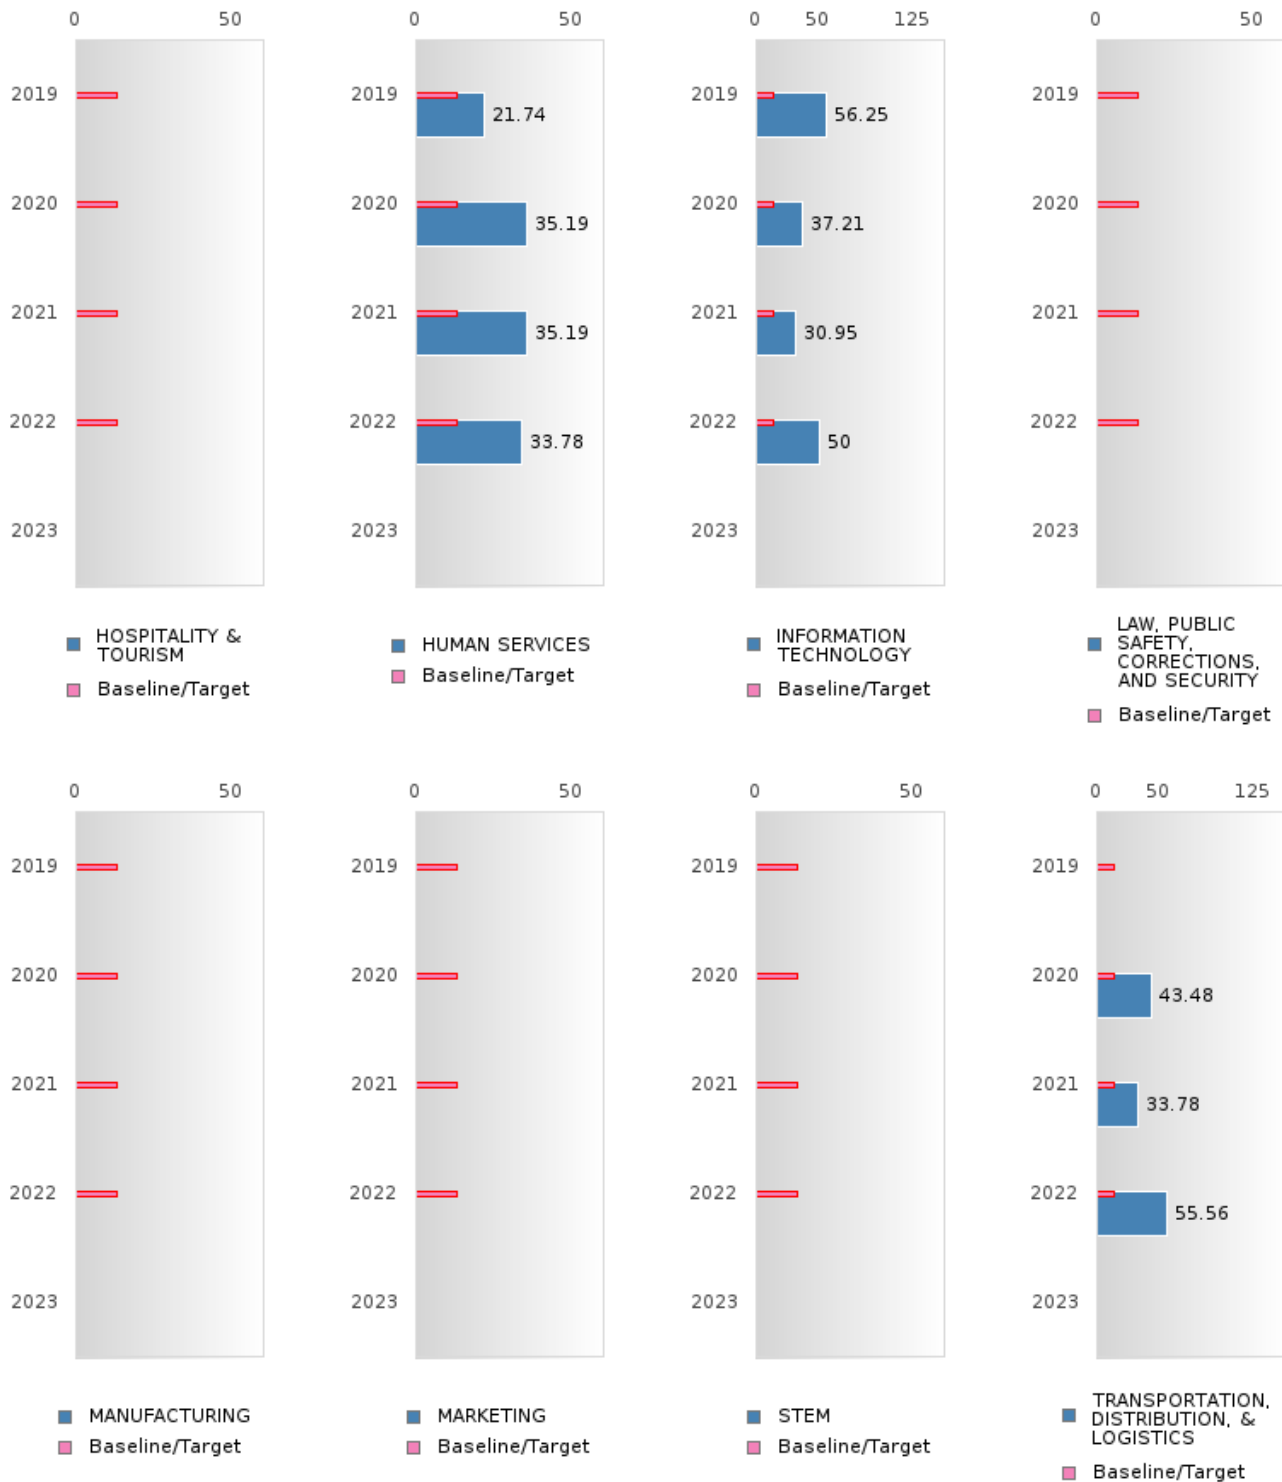 0 50
2019
2020
2021
2022
2023
HOSPITALITY &
TOURISM
Baseline/Target
0 50
2019
21.74
2020
35.19
2021
35.19
2022
33.78
2023
HUMAN SERVICES
Baseline/Target
0 50 125
2019
56.25
2020
37.21
2021
30.95
2022
50
2023
INFORMATION
TECHNOLOGY
Baseline/Target
0 50
2019
2020
2021
2022
2023
LAW, PUBLIC
SAFETY,
CORRECTIONS,
AND SECURITY
Baseline/Target
0 50
2019
2020
2021
2022
2023
MANUFACTURING
Baseline/Target
0 50
2019
2020
2021
2022
2023
MARKETING
Baseline/Target
0 50
2019
2020
2021
2022
2023
STEM
Baseline/Target
0 50 125
2019
2020
43.48
2021
33.78
2022
55.56
2023
TRANSPORTATION,
DISTRIBUTION, &
LOGISTICS
Baseline/Target